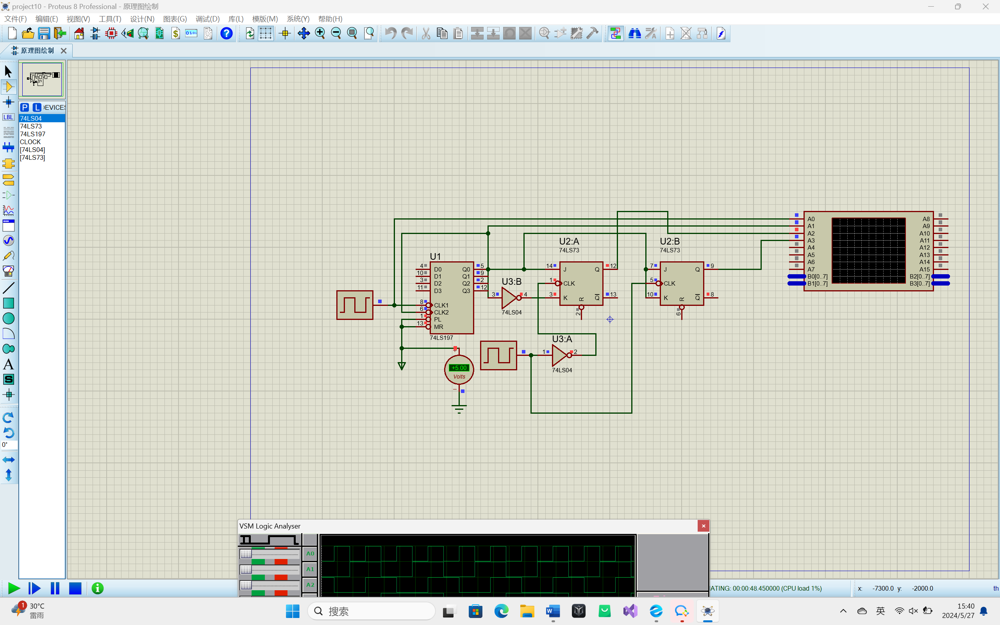 project10 - Proteus 8 Professional - 原理图绘制
文件(F) 编辑(E) 视图(V) 工具(T) 设计(N) 图表(G) 调试(D) 库(L) 模版(M) 系统(Y) 帮助(H)
原理图绘制
P L DEVICES
74LS04
74LS73
74LS197
CLOCK
[74LS04]
[74LS73]
LBL
A
S
0°
U1
4 D0 Q0 5
10 D1 Q1 9
3 D2 Q2 2
11 D3 Q3 12
8 CLK1
6 CLK2
1 PL
13 MR
74LS197
U3:B
3 4
74LS04
U2:A
74LS73
14 J Q 12
1 CLK
3 K Q 13
R
2
U2:B
74LS73
7 J Q 9
5 CLK
10 K Q 8
R
6
U3:A
1 2
74LS04
+5.00
Volts
A0 A8
A1 A9
A2 A10
A3 A11
A4 A12
A5 A13
A6 A14
A7 A15
B0[0..7] B2[0..7]
B1[0..7] B3[0..7]
VSM Logic Analyser
A0
A1
A2
ATING: 00:00:48.450000 (CPU load 1%)
x: -7300.0 y: -2000.0 th
1
30°C
雷雨
搜索
英
15:40
2024/5/27